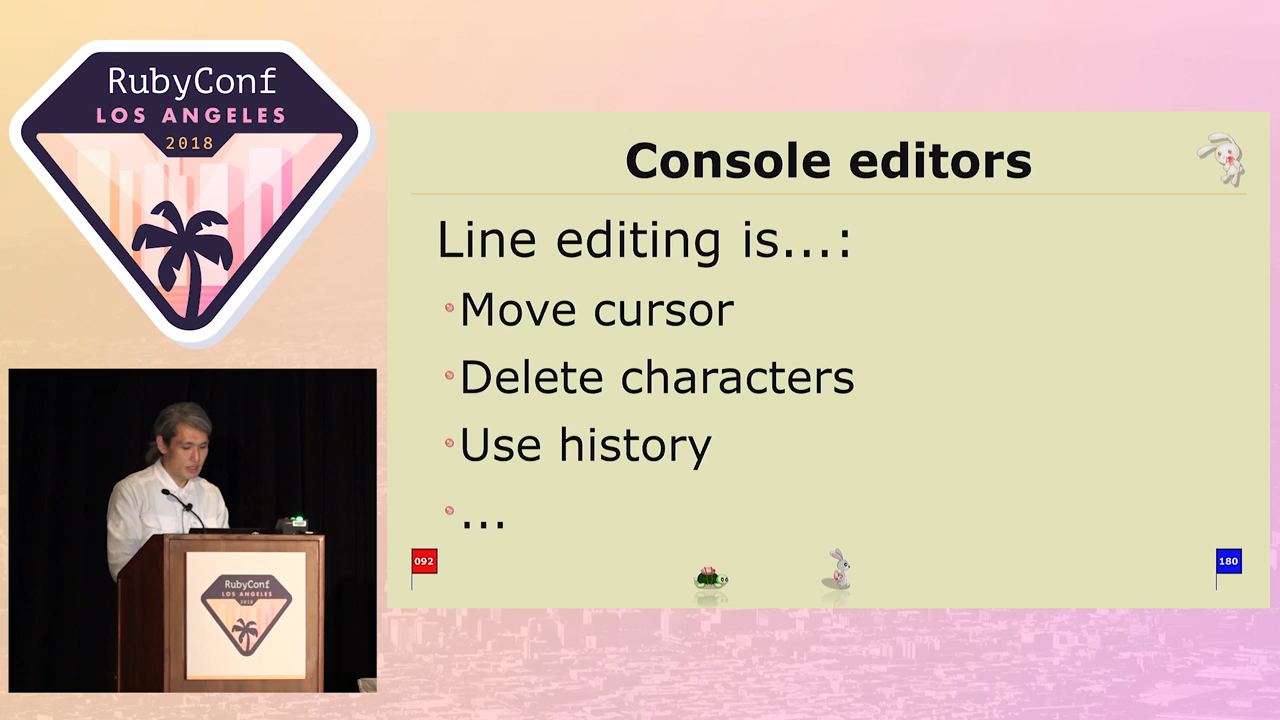 RubyConf
LOS ANGELES
2018
Console editors
Line editing is...:
Move cursor
Delete characters
Use history
...
092
180
RubyConf
LOS ANGELES
2018